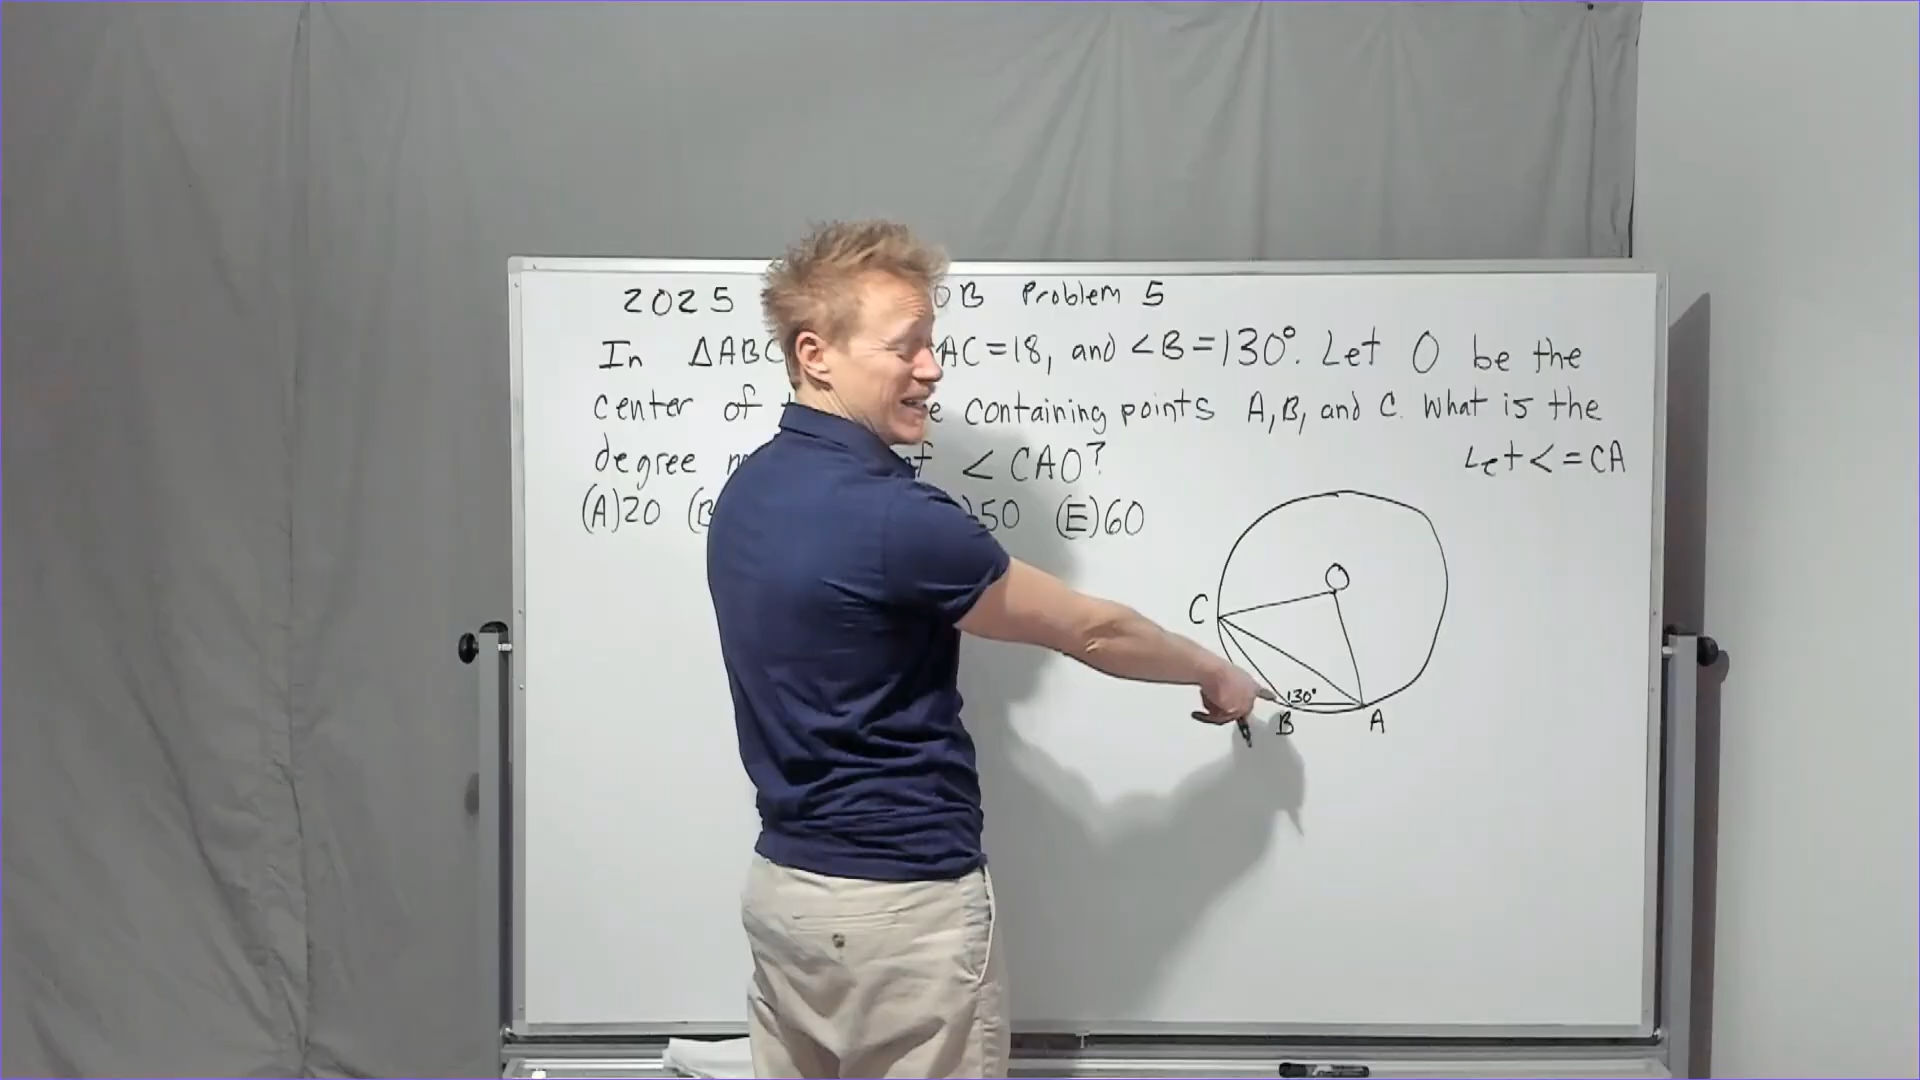 2025 0B Problem 5
In ΔABC AC=18, and ∠B=130°. Let O be the
center of containing points A,B, and C. What is the
degree of ∠CAO?
Let < = CA
(A)20 (B 50 (E)60
O
C
130°
B A